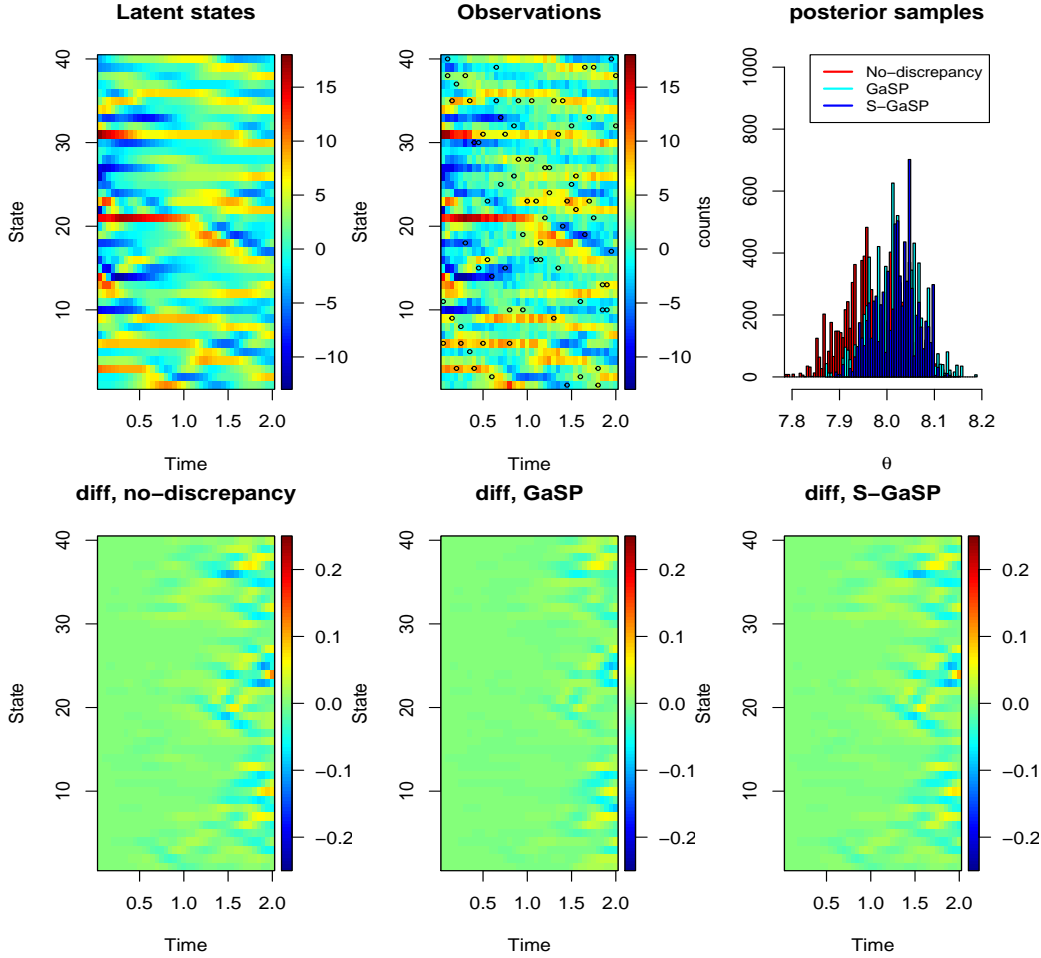 Latent states
State
40
30
20
10
0.5 1.0 1.5 2.0
Time
15
10
5
0
−5
−10
Observations
State
40
30
20
10
0.5 1.0 1.5 2.0
Time
15
10
5
0
−5
−10
posterior samples
counts
1000
800
600
400
200
0
No−discrepancy
GaSP
S−GaSP
7.8 7.9 8.0 8.1 8.2
θ
diff, no−discrepancy
State
40
30
20
10
0.5 1.0 1.5 2.0
Time
0.2
0.1
0.0
−0.1
−0.2
diff, GaSP
State
40
30
20
10
0.5 1.0 1.5 2.0
Time
0.2
0.1
0.0
−0.1
−0.2
diff, S−GaSP
State
40
30
20
10
0.5 1.0 1.5 2.0
Time
0.2
0.1
0.0
−0.1
−0.2